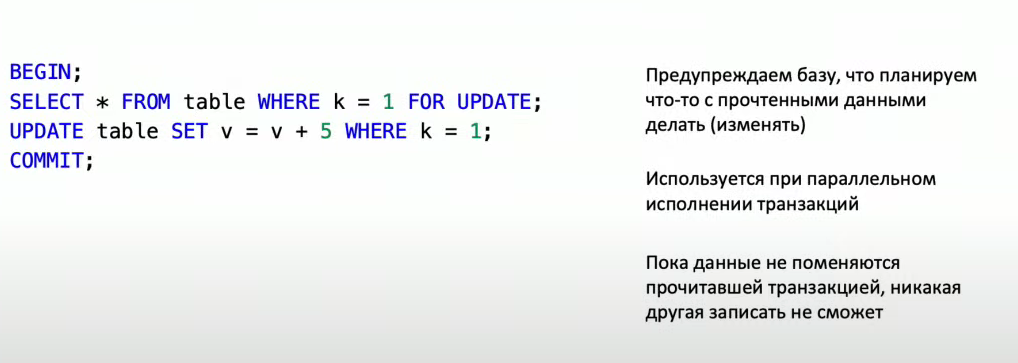 BEGIN;
SELECT * FROM table WHERE k = 1 FOR UPDATE;
UPDATE table SET v = v + 5 WHERE k = 1;
COMMIT;
Предупреждаем базу, что планируем
что-то с прочтенными данными
делать (изменять)
Используется при параллельном
исполнении транзакций
Пока данные не поменяются
прочитавшей транзакцией, никакая
другая записать не сможет